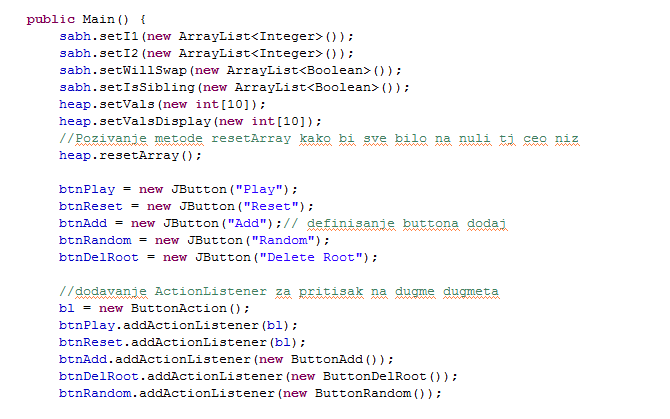 public Main() {
sabh.setI1(new ArrayList<Integer>());
sabh.setI2(new ArrayList<Integer>());
sabh.setWillSwap(new ArrayList<Boolean>());
sabh.setIsSibling(new ArrayList<Boolean>());
heap.setVals(new int[10]);
heap.setValsDisplay(new int[10]);
//Pozivanje metode resetArray kako bi sve bilo na nuli tj ceo niz
heap.resetArray();
btnPlay = new JButton("Play");
btnReset = new JButton("Reset");
btnAdd = new JButton("Add");// definisanje buttona dodaj
btnRandom = new JButton("Random");
btnDelRoot = new JButton("Delete Root");
//dodavanje ActionListener za pritisak na dugme dugmeta
bl = new ButtonAction();
btnPlay.addActionListener(bl);
btnReset.addActionListener(bl);
btnAdd.addActionListener(new ButtonAdd());
btnDelRoot.addActionListener(new ButtonDelRoot());
btnRandom.addActionListener(new ButtonRandom());